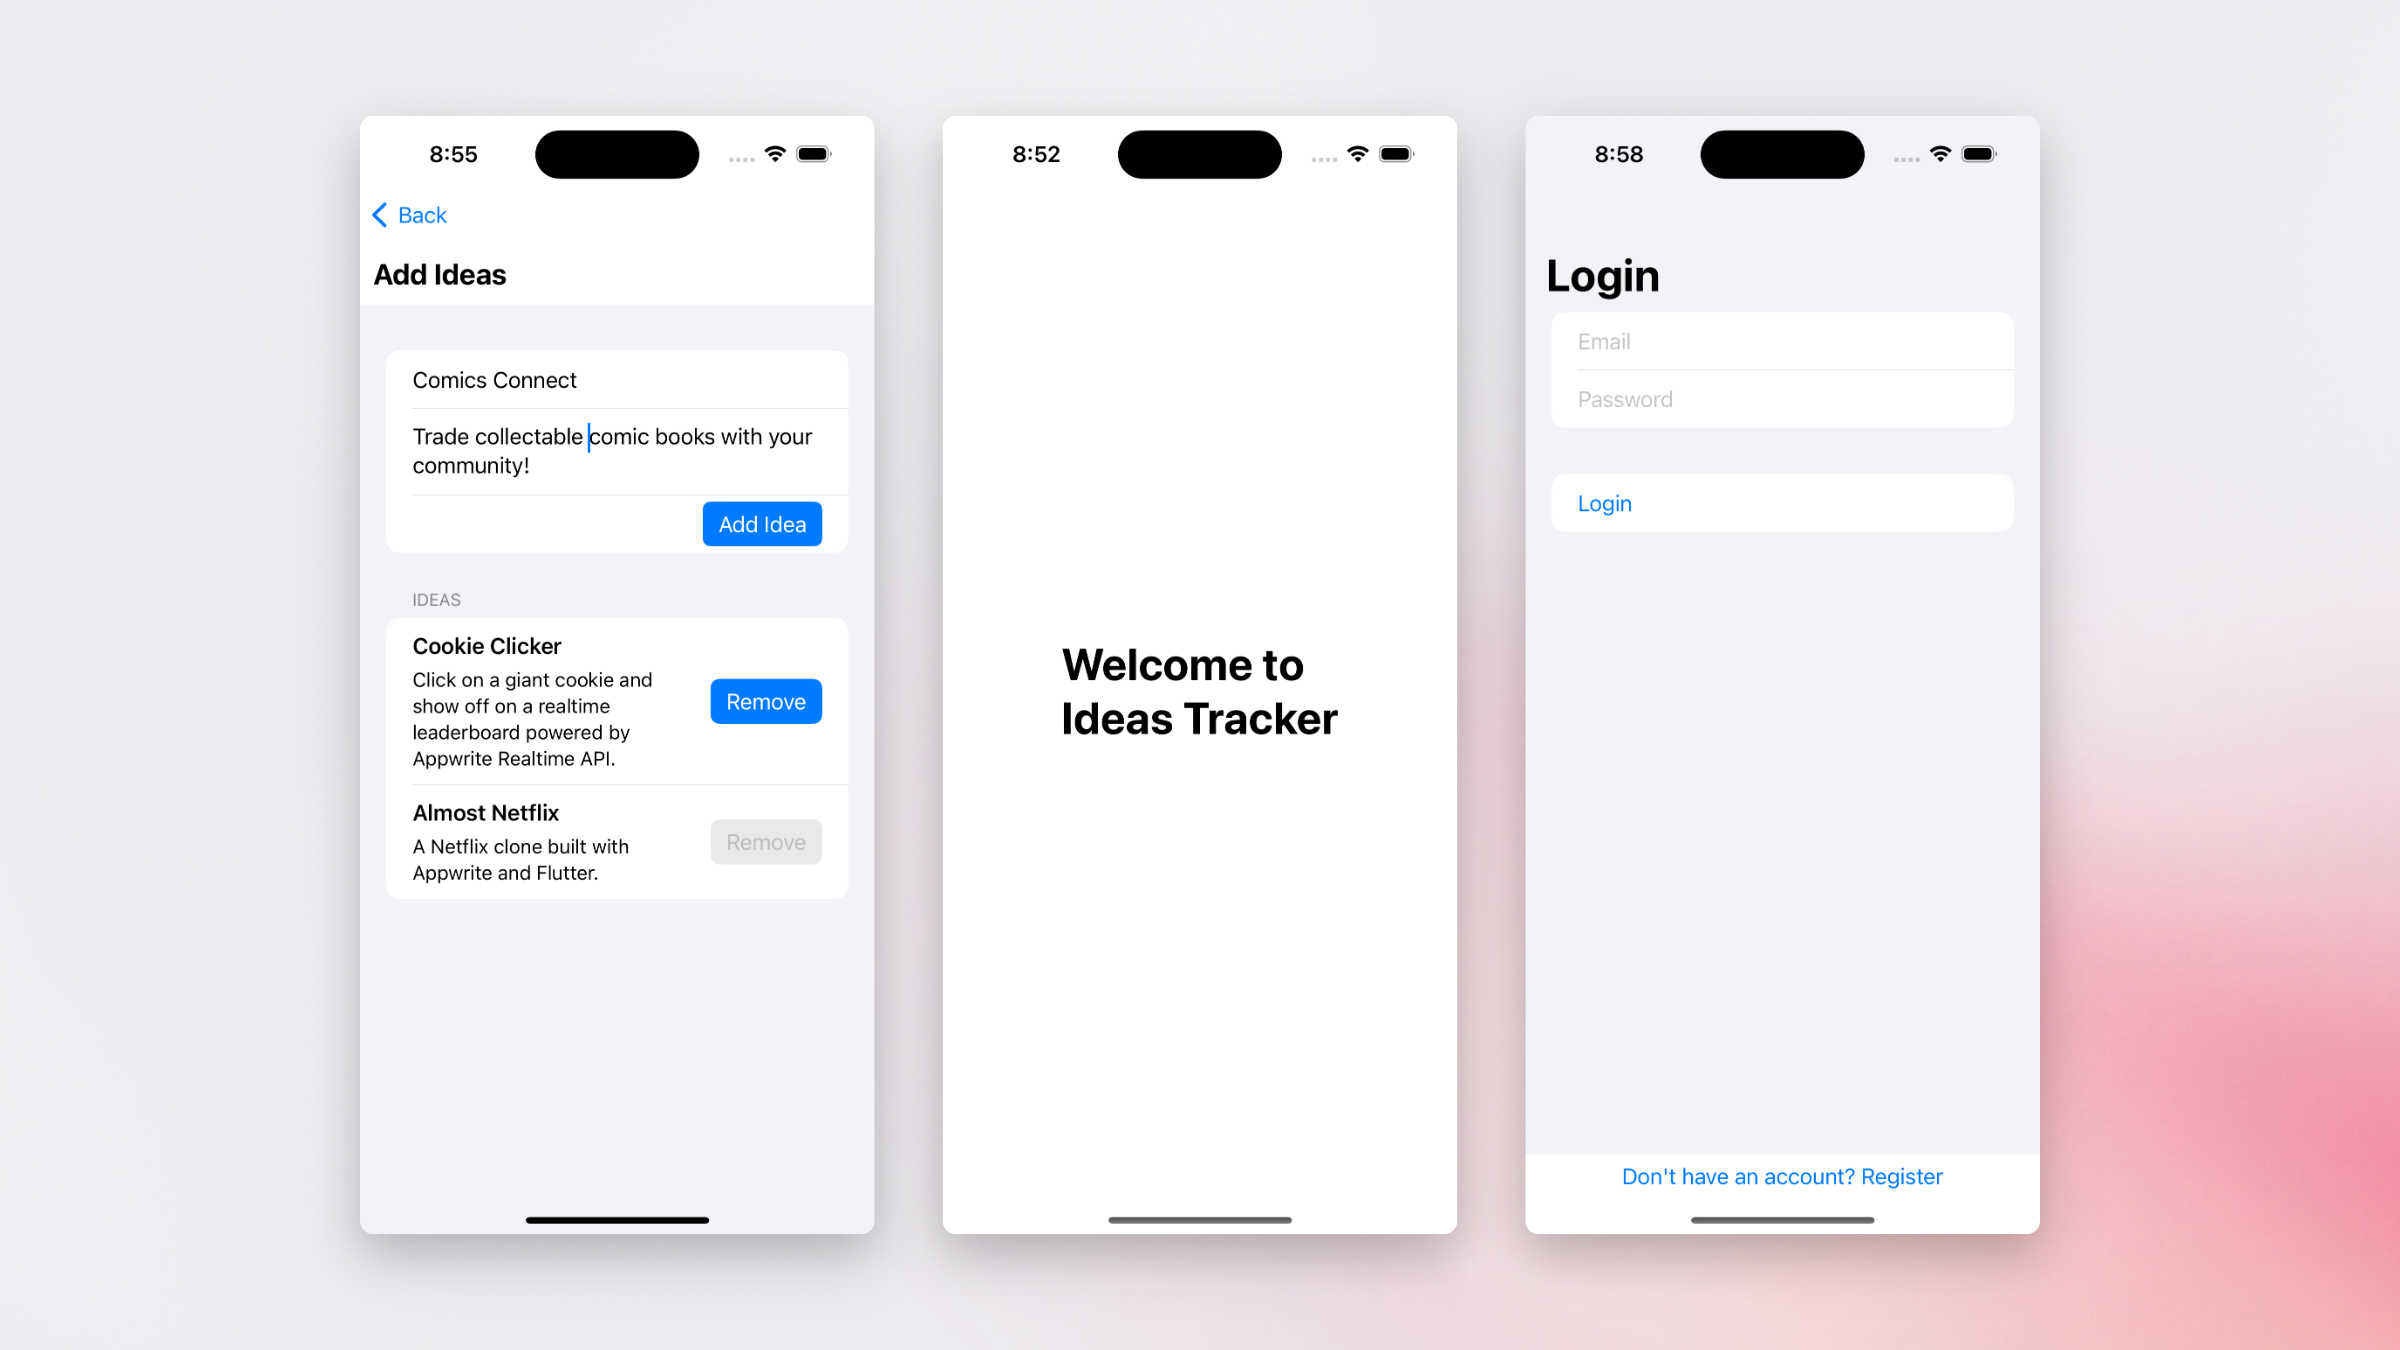 8:55
Back
Add Ideas
Comics Connect
Trade collectable comic books with your
community!
Add Idea
IDEAS
Cookie Clicker
Click on a giant cookie and
show off on a realtime
leaderboard powered by
Appwrite Realtime API.
Remove
Almost Netflix
A Netflix clone built with
Appwrite and Flutter.
Remove
8:52
Welcome to
Ideas Tracker
8:58
Login
Email
Password
Login
Don't have an account? Register